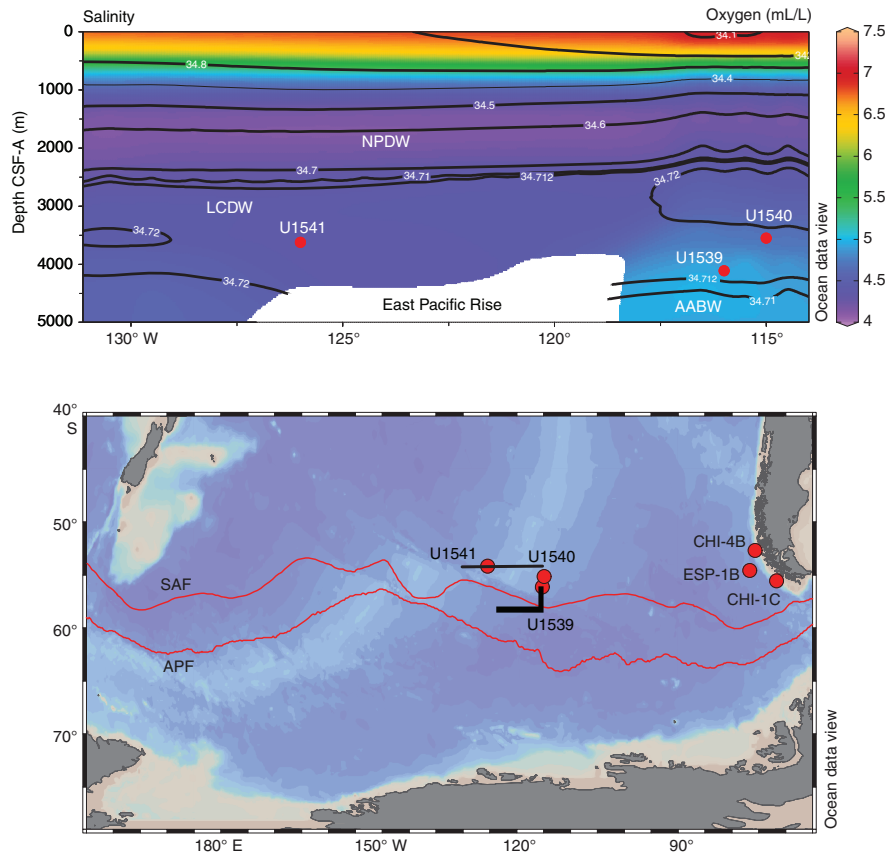 Salinity
Oxygen (mL/L)
0
1000
2000
3000
4000
5000
Depth CSF-A (m)
34.1
34.8
34.4
34.5
34.6
NPDW
34.7
34.71
34.712
34.72
LCDW
U1541
U1540
34.72
U1539
34.72
34.712
34.71
East Pacific Rise
AABW
130° W
125°
120°
115°
7.5
7
6.5
6
5.5
5
4.5
4
Ocean data view
40°
S
50°
60°
70°
U1541
U1540
U1539
CHI-4B
ESP-1B
CHI-1C
SAF
APF
180° E
150° W
120°
90°
Ocean data view